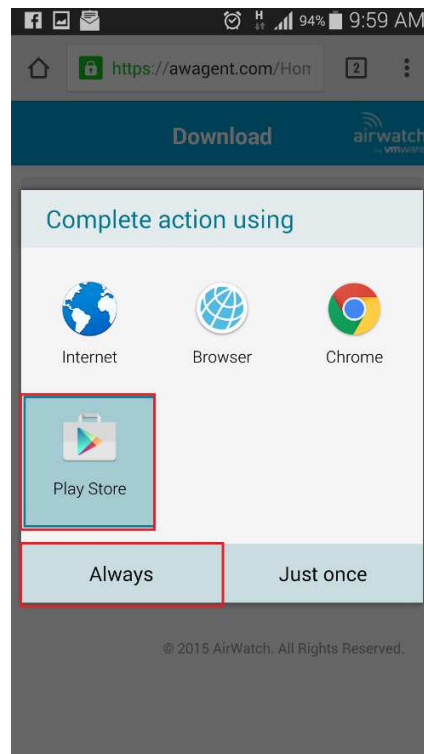 94% 9:59 AM
https://awagent.com/Hom 2
Download
airwatch
by vmware
Complete action using
Internet Browser Chrome
Play Store
Always Just once
© 2015 AirWatch. All Rights Reserved.